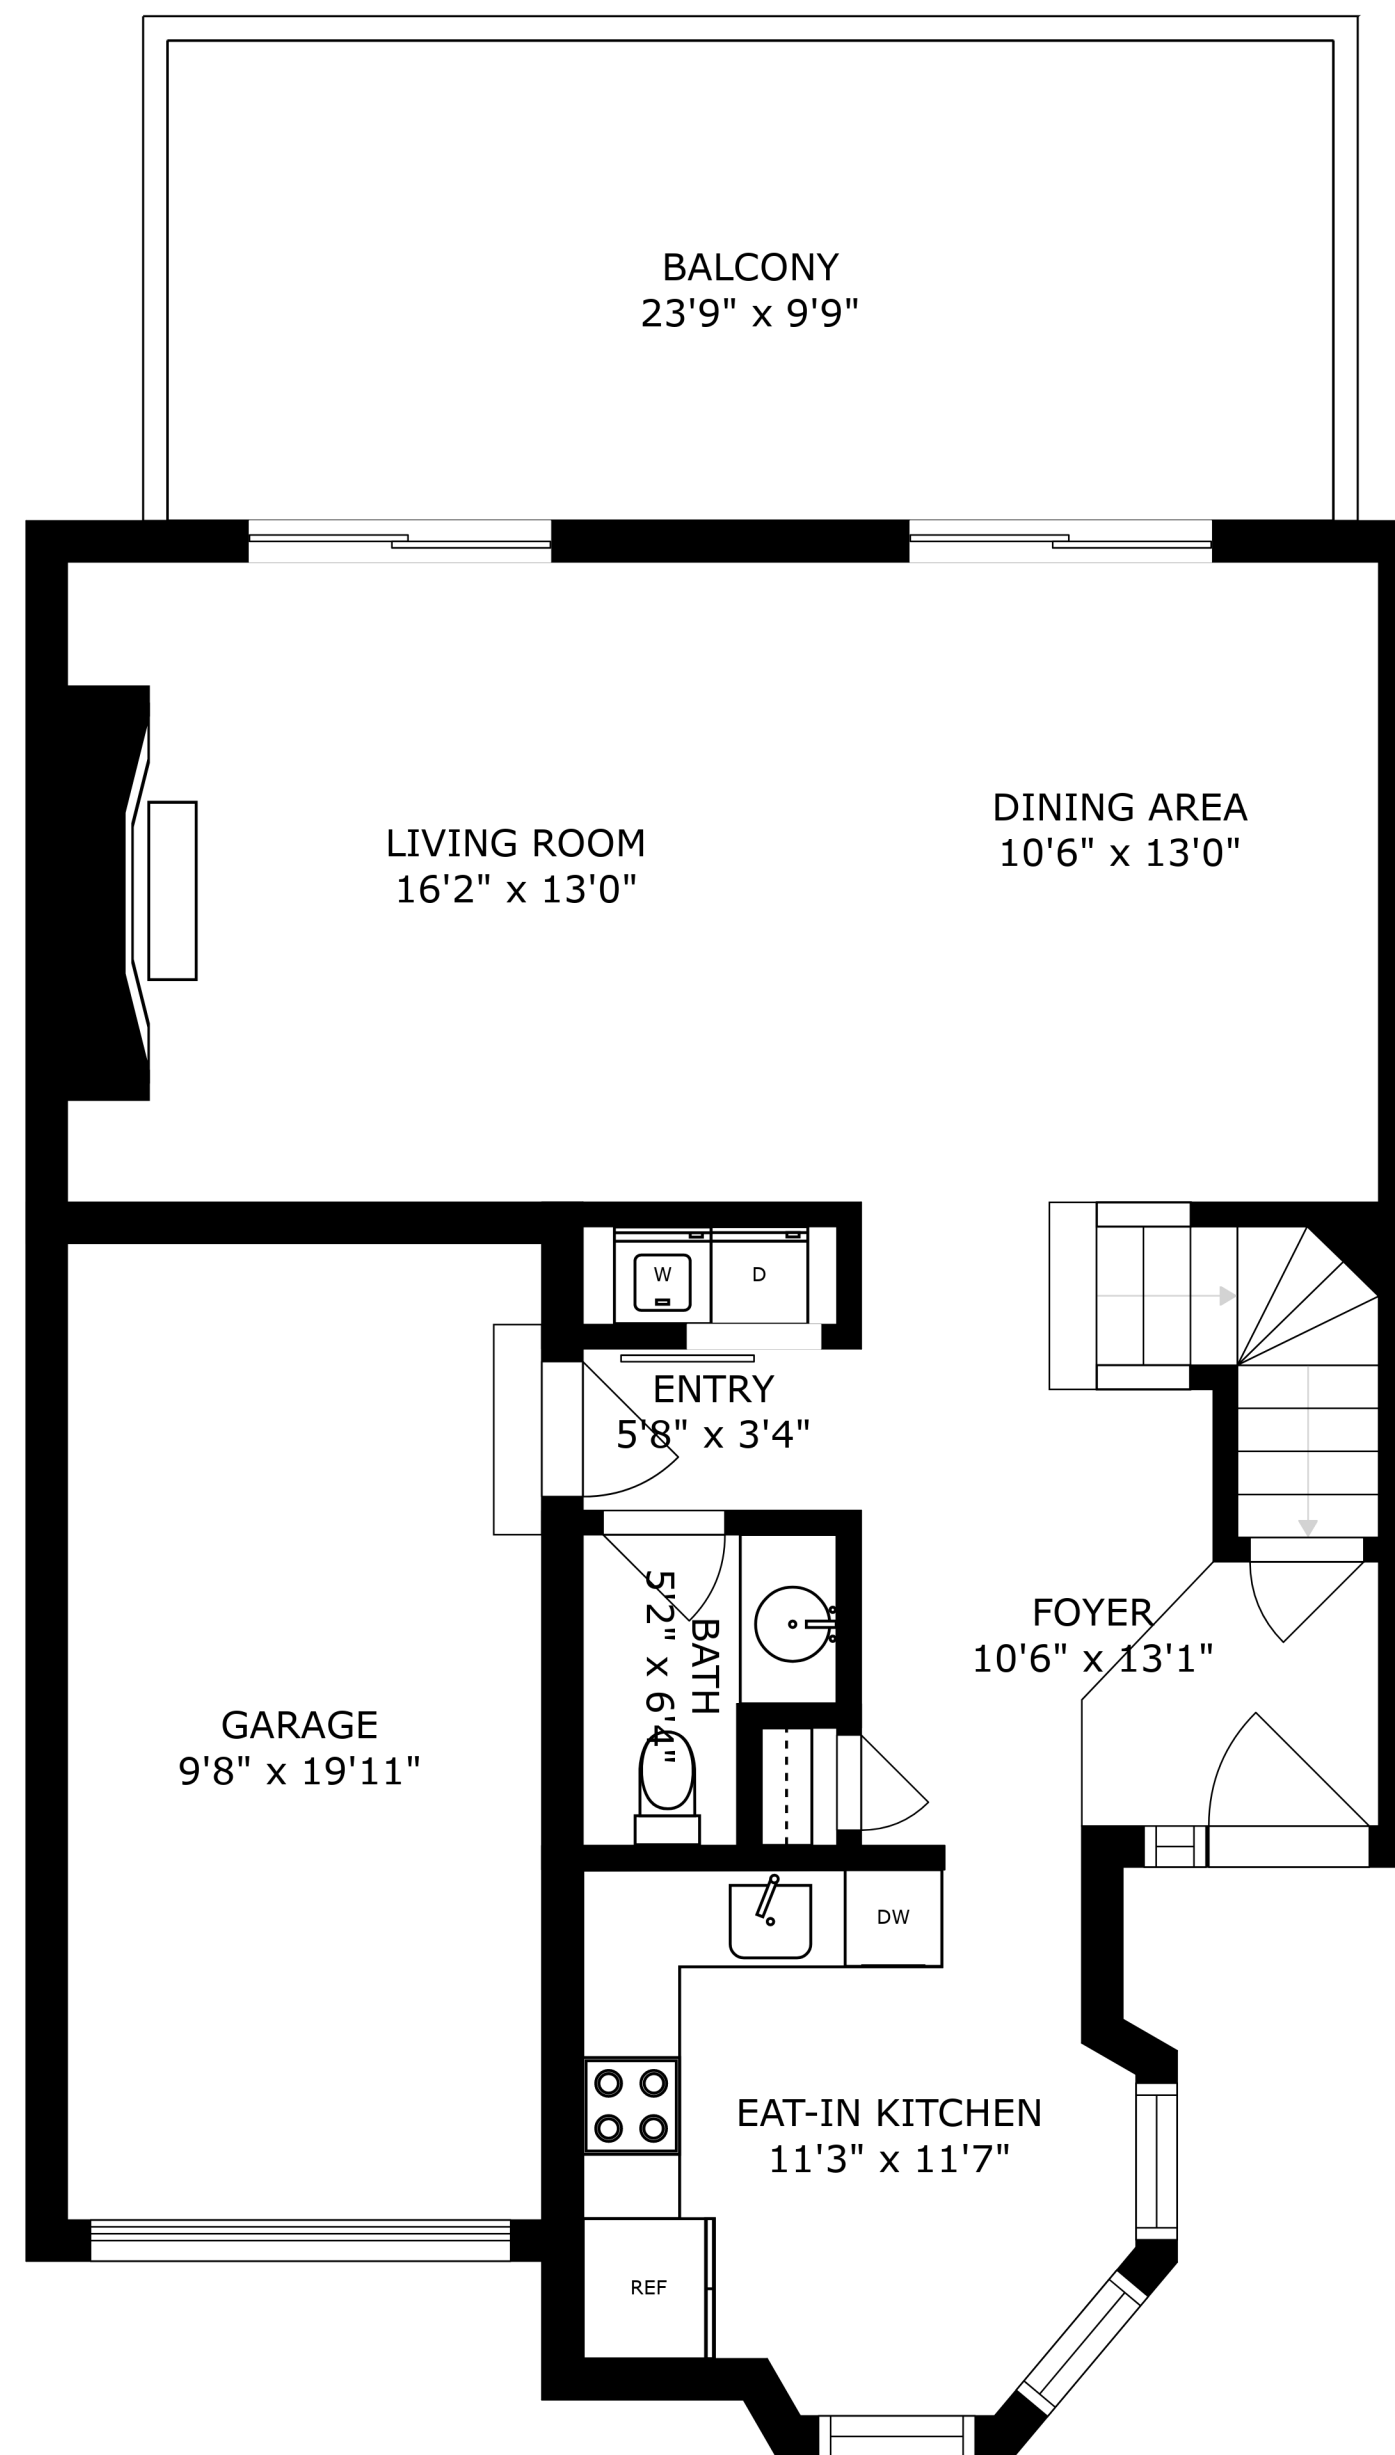 BALCONY
23'9" x 9'9"
DINING AREA
10'6" x 13'0"
LIVING ROOM
16'2" x 13'0"
W
D
ENTRY
5'8" x 3'4"
FOYER
10'6" x 13'1"
BATH
5'2" x 6'4"
GARAGE
9'8" x 19'11"
DW
EAT-IN KITCHEN
11'3" x 11'7"
REF